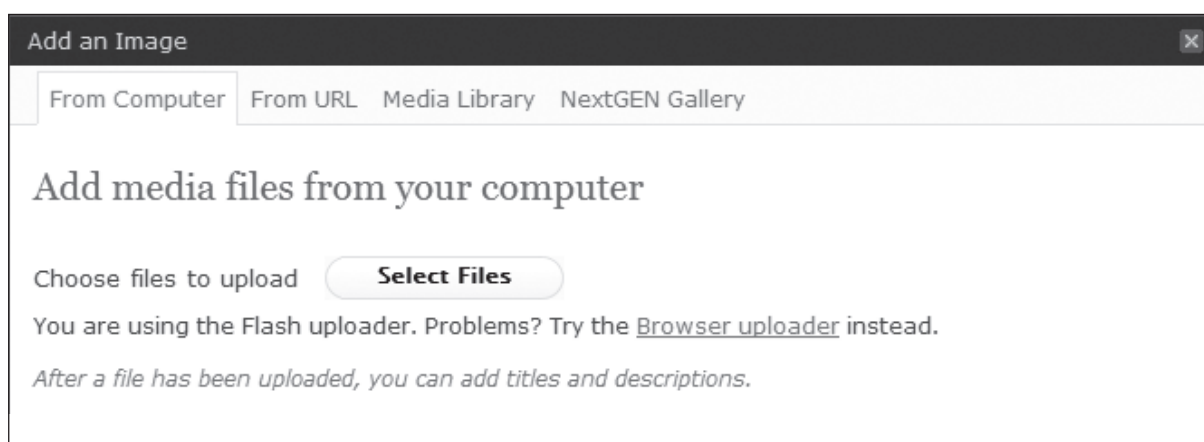 Add an Image
From Computer From URL Media Library NextGEN Gallery
Add media files from your computer
Choose files to upload Select Files
You are using the Flash uploader. Problems? Try the Browser uploader instead.
After a file has been uploaded, you can add titles and descriptions.